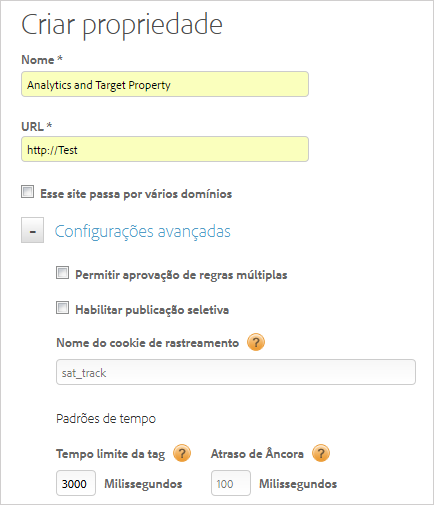 Criar propriedade
Nome *
Analytics and Target Property
URL *
http://Test
Esse site passa por vários domínios
- Configurações avançadas
Permitir aprovação de regras múltiplas
Habilitar publicação seletiva
Nome do cookie de rastreamento ?
sat_track
Padrões de tempo
Tempo limite da tag ? Atraso de Âncora ?
3000 Milissegundos 100 Milissegundos